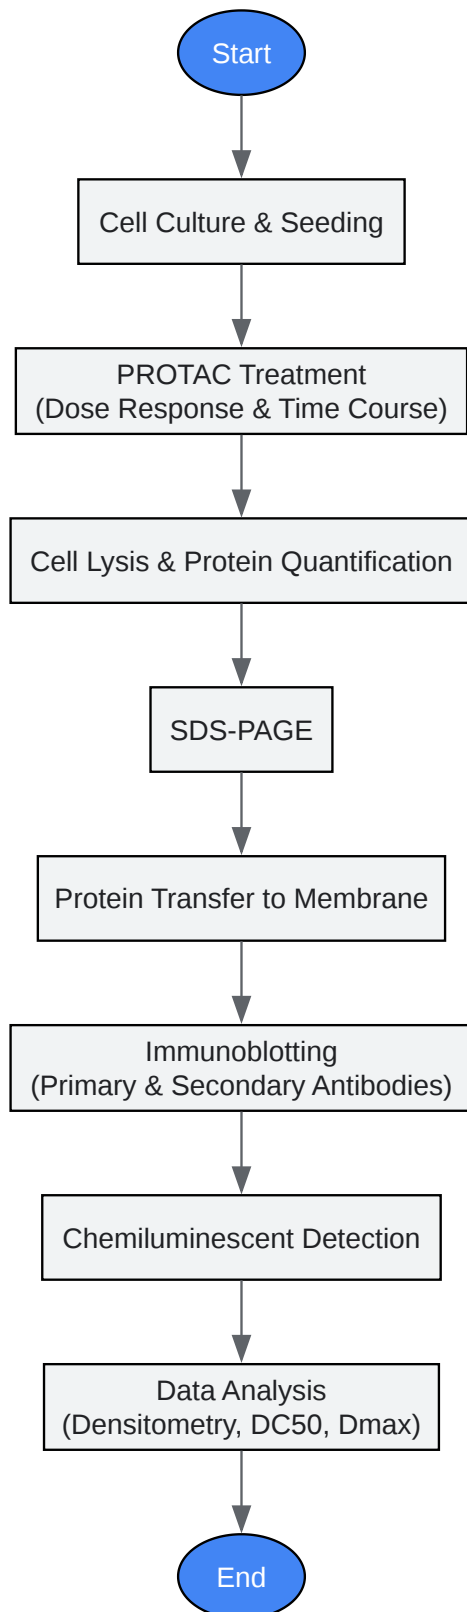 Start
Cell Culture & Seeding
PROTAC Treatment
(Dose Response & Time Course)
Cell Lysis & Protein Quantification
SDS-PAGE
Protein Transfer to Membrane
Immunoblotting
(Primary & Secondary Antibodies)
Chemiluminescent Detection
Data Analysis
(Densitometry, DC50, Dmax)
End